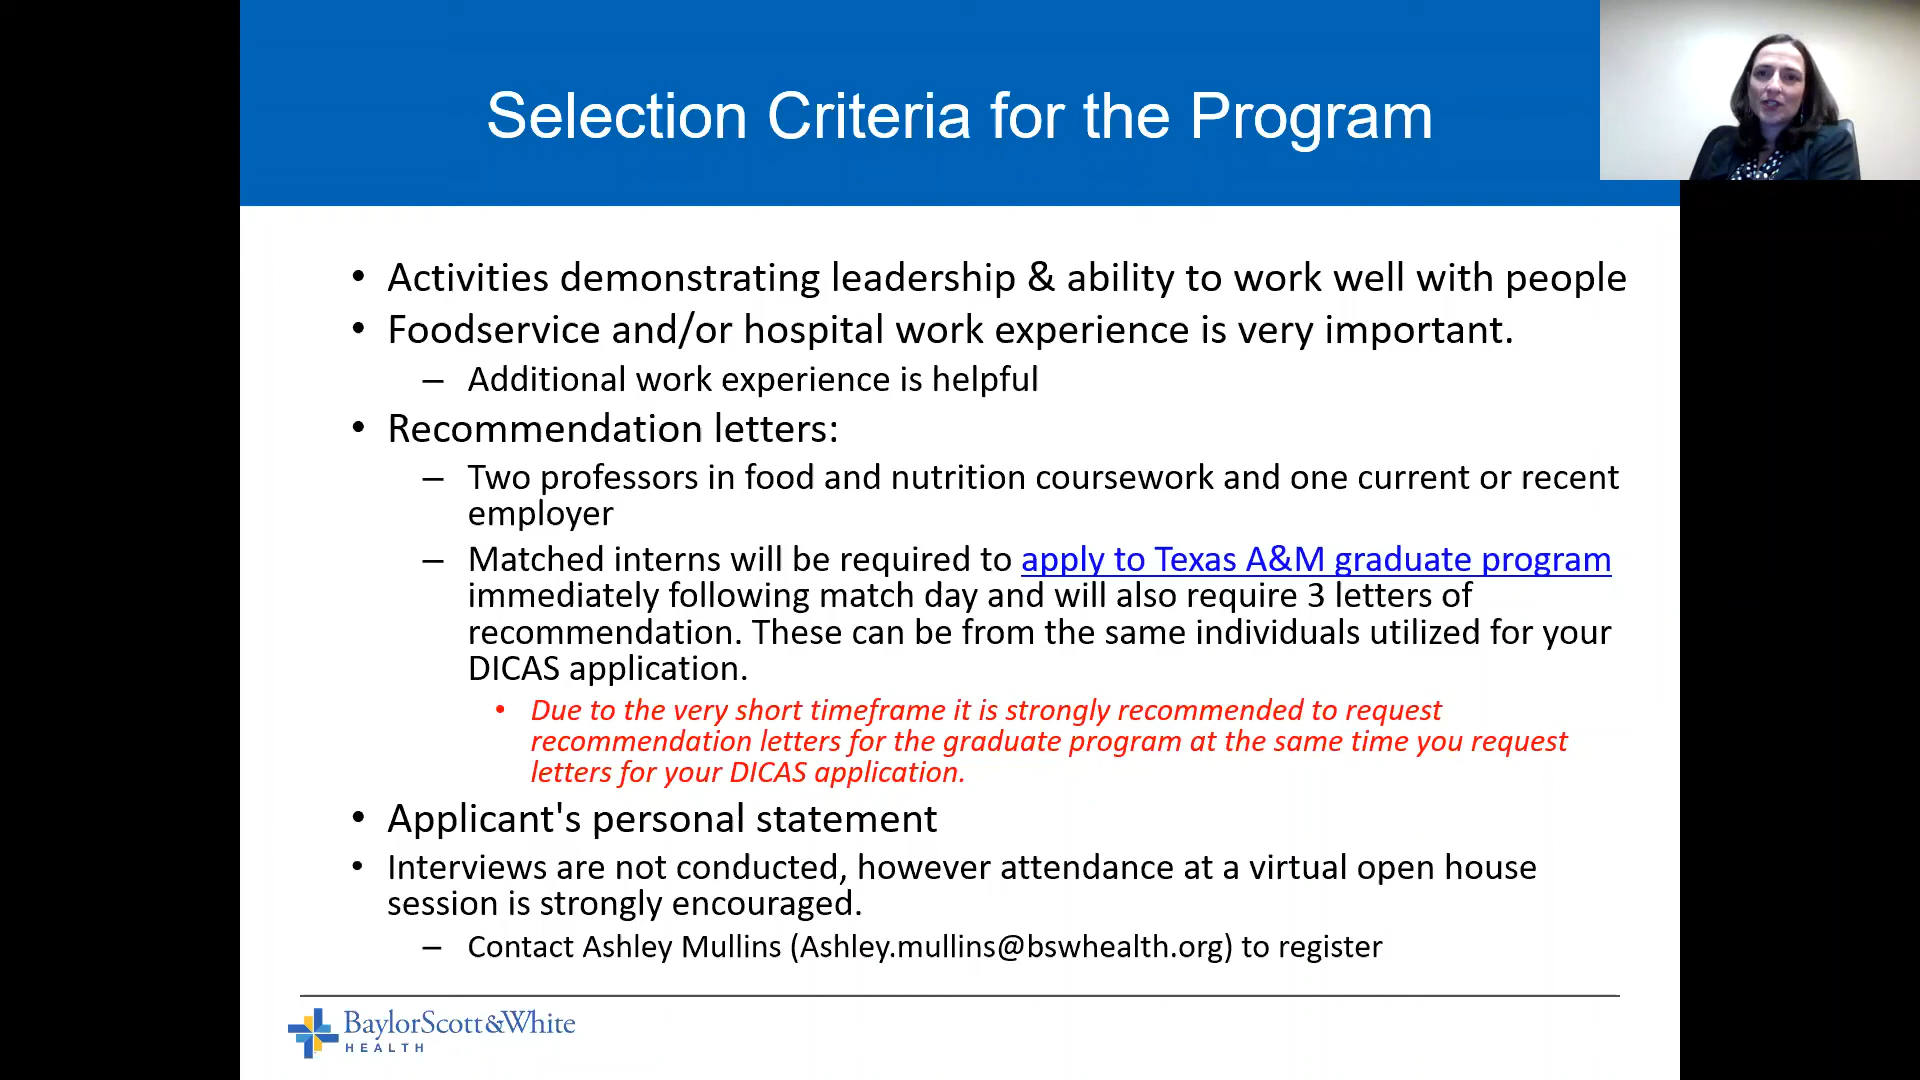 Selection Criteria for the Program
• Activities demonstrating leadership & ability to work well with people
• Foodservice and/or hospital work experience is very important.
– Additional work experience is helpful
• Recommendation letters:
– Two professors in food and nutrition coursework and one current or recent
employer
– Matched interns will be required to apply to Texas A&M graduate program
immediately following match day and will also require 3 letters of
recommendation. These can be from the same individuals utilized for your
DICAS application.
• Due to the very short timeframe it is strongly recommended to request
recommendation letters for the graduate program at the same time you request
letters for your DICAS application.
• Applicant's personal statement
• Interviews are not conducted, however attendance at a virtual open house
session is strongly encouraged.
– Contact Ashley Mullins (Ashley.mullins@bswhealth.org) to register
BaylorScott&White
HEALTH